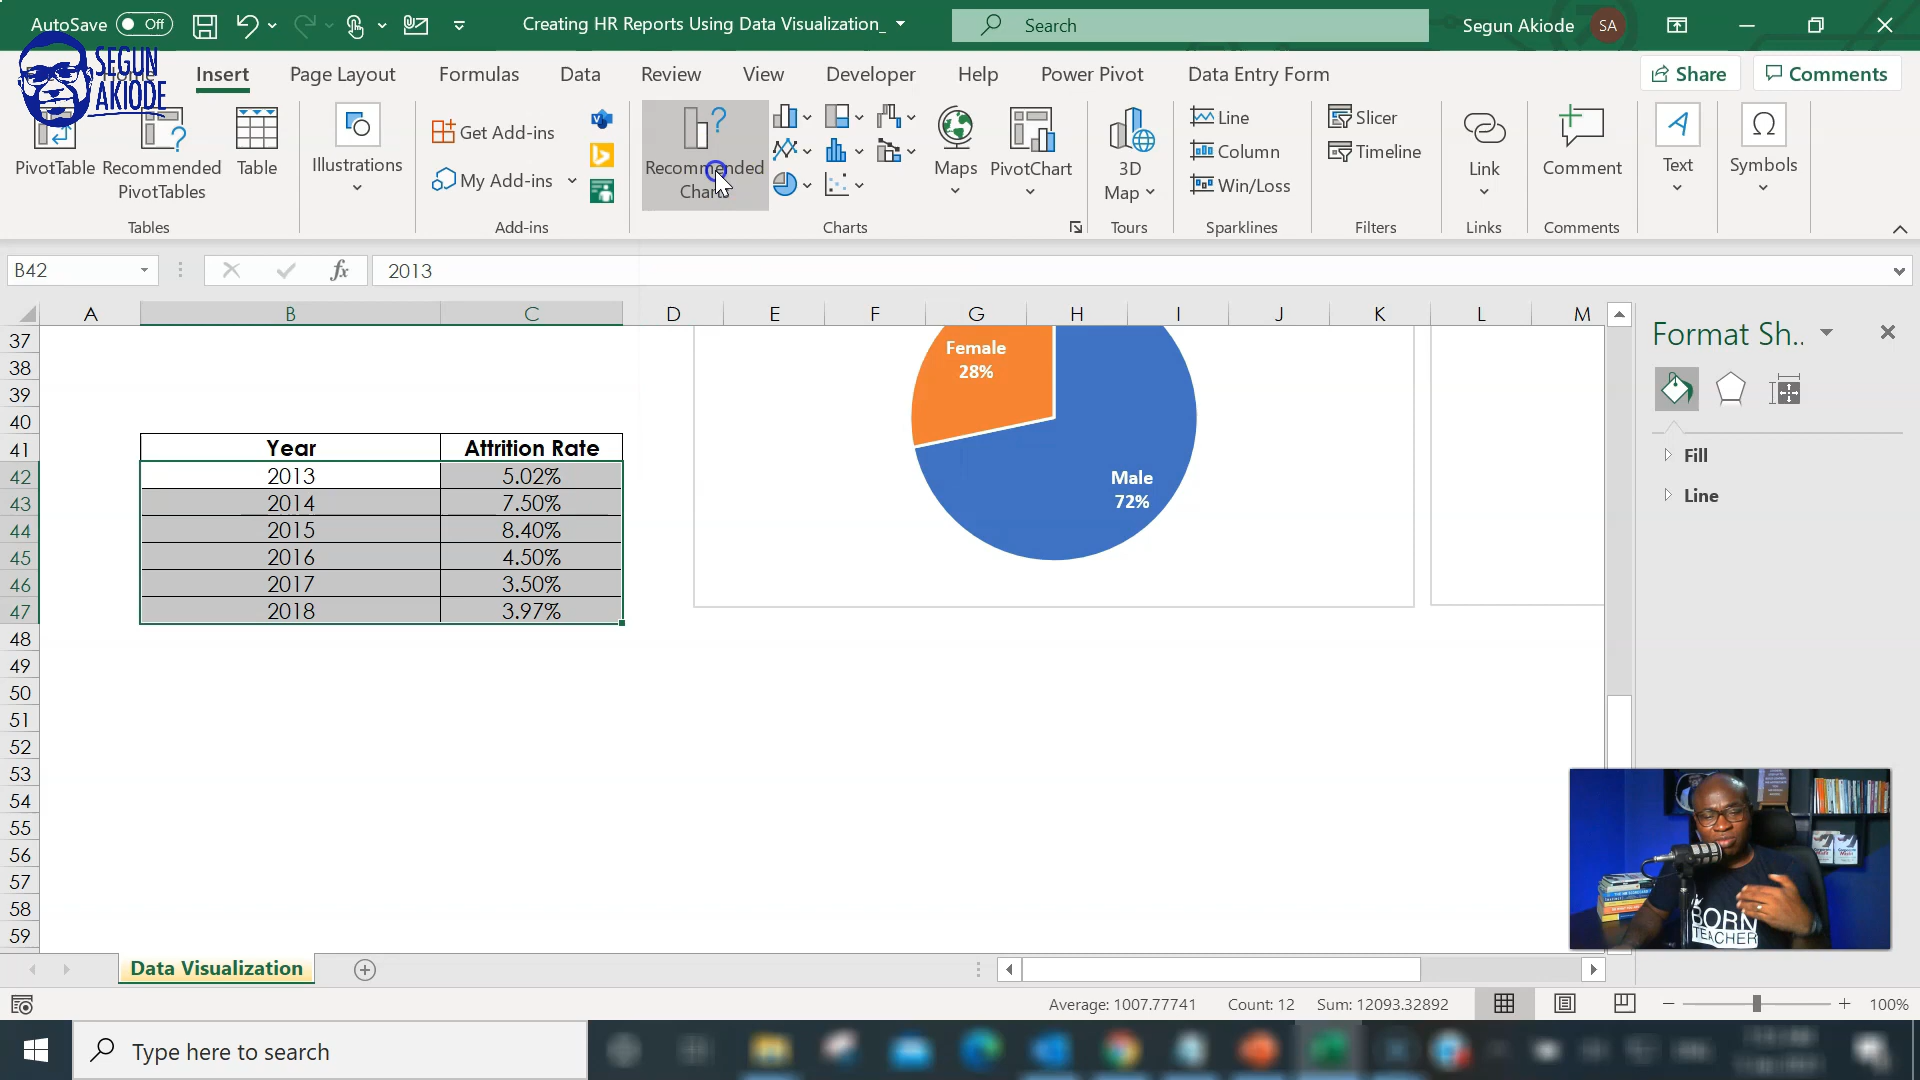 AutoSave Off Creating HR Reports Using Data Visualization_ Search Segun Akiode SA
SEGUN AKIODE
Insert Page Layout Formulas Data Review View Developer Help Power Pivot Data Entry Form Share Comments
PivotTable
Recommended PivotTables
Table
Illustrations
Get Add-ins
My Add-ins
Recommended Charts
Maps
PivotChart
3D Map
Line
Column
Win/Loss
Slicer
Timeline
Link
Comment
Text
Symbols
Tables Add-ins Charts Tours Sparklines Filters Links Comments
B42 fx 2013
A B C D E F G H I J K L M
Format Sh..
Fill
Line
37
38
39
40
41 Year Attrition Rate
42 2013 5.02%
43 2014 7.50%
44 2015 8.40%
45 2016 4.50%
46 2017 3.50%
47 2018 3.97%
48
49
50
51
52
53
54
55
56
57
58
59
Female
28%
Male
72%
BORN
TEACHER
Data Visualization
Average: 1007.77741 Count: 12 Sum: 12093.32892 100%
Type here to search